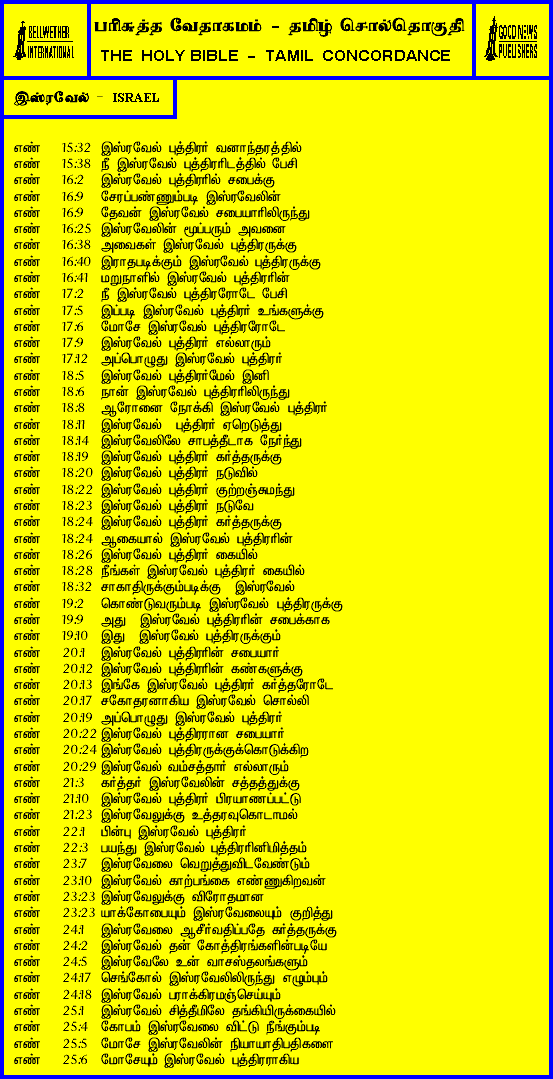 BELLWETHER
INTERNATIONAL
பரிசுத்த வேதாகமம் - தமிழ் சொல்தொகுதி
THE HOLY BIBLE - TAMIL CONCORDANCE
GOOD NEWS
PUBLISHERS
இஸ்ரவேல் - ISRAEL
எண் 15:32 இஸ்ரவேல் புத்திரர் வனாந்தரத்தில்
எண் 15:38 நீ இஸ்ரவேல் புத்திரரிடத்தில் பேசி
எண் 16:2 இஸ்ரவேல் புத்திரரில் சபைக்கு
எண் 16:9 சேரப்பண்ணும்படி இஸ்ரவேலின்
எண் 16:9 தேவன் இஸ்ரவேல் சபையாரிலிருந்து
எண் 16:25 இஸ்ரவேலின் மூப்பரும் அவனை
எண் 16:38 அவைகள் இஸ்ரவேல் புத்திரருக்கு
எண் 16:40 இராதபடிக்கும் இஸ்ரவேல் புத்திரருக்கு
எண் 16:41 மறுநாளில் இஸ்ரவேல் புத்திரரின்
எண் 17:2 நீ இஸ்ரவேல் புத்திரரோடே பேசி
எண் 17:5 இப்படி இஸ்ரவேல் புத்திரர் உங்களுக்கு
எண் 17:6 மோசே இஸ்ரவேல் புத்திரரோடே
எண் 17:9 இஸ்ரவேல் புத்திரர் எல்லாரும்
எண் 17:12 அப்பொழுது இஸ்ரவேல் புத்திரர்
எண் 18:5 இஸ்ரவேல் புத்திரர்மேல் இனி
எண் 18:6 நான் இஸ்ரவேல் புத்திரரிலிருந்து
எண் 18:8 ஆரோனை நோக்கி இஸ்ரவேல் புத்திரர்
எண் 18:11 இஸ்ரவேல் புத்திரர் ஏறெடுத்து
எண் 18:14 இஸ்ரவேலிலே சாபத்தீடாக நேர்ந்து
எண் 18:19 இஸ்ரவேல் புத்திரர் கர்த்தருக்கு
எண் 18:20 இஸ்ரவேல் புத்திரர் நடுவில்
எண் 18:22 இஸ்ரவேல் புத்திரர் குற்றஞ்சுமந்து
எண் 18:23 இஸ்ரவேல் புத்திரர் நடுவே
எண் 18:24 இஸ்ரவேல் புத்திரர் கர்த்தருக்கு
எண் 18:24 ஆகையால் இஸ்ரவேல் புத்திரரின்
எண் 18:26 இஸ்ரவேல் புத்திரர் கையில்
எண் 18:28 நீங்கள் இஸ்ரவேல் புத்திரர் கையில்
எண் 18:32 சாகாதிருக்கும்படிக்கு இஸ்ரவேல்
எண் 19:2 கொண்டுவரும்படி இஸ்ரவேல் புத்திரருக்கு
எண் 19:9 அது இஸ்ரவேல் புத்திரரின் சபைக்காக
எண் 19:10 இது இஸ்ரவேல் புத்திரருக்கும்
எண் 20:1 இஸ்ரவேல் புத்திரரின் சபையார்
எண் 20:12 இஸ்ரவேல் புத்திரரின் கண்களுக்கு
எண் 20:13 இங்கே இஸ்ரவேல் புத்திரர் கர்த்தரோடே
எண் 20:17 சகோதரனாகிய இஸ்ரவேல் சொல்லி
எண் 20:19 அப்பொழுது இஸ்ரவேல் புத்திரர்
எண் 20:22 இஸ்ரவேல் புத்திரரான சபையார்
எண் 20:24 இஸ்ரவேல் புத்திரருக்குக்கொடுக்கிற
எண் 20:29 இஸ்ரவேல் வம்சத்தார் எல்லாரும்
எண் 21:3 கர்த்தர் இஸ்ரவேலின் சத்தத்துக்கு
எண் 21:10 இஸ்ரவேல் புத்திரர் பிரயாணப்பட்டு
எண் 21:23 இஸ்ரவேலுக்கு உத்தரவுகொடாமல்
எண் 22:1 பின்பு இஸ்ரவேல் புத்திரர்
எண் 22:3 பயந்து இஸ்ரவேல் புத்திரரினிமித்தம்
எண் 23:7 இஸ்ரவேலை வெறுத்துவிடவேண்டும்
எண் 23:10 இஸ்ரவேல் காற்பங்கை எண்ணுகிறவன்
எண் 23:23 இஸ்ரவேலுக்கு விரோதமான
எண் 23:23 யாக்கோபையும் இஸ்ரவேலையும் குறித்து
எண் 24:1 இஸ்ரவேலை ஆசீர்வதிப்பதே கர்த்தருக்கு
எண் 24:2 இஸ்ரவேல் தன் கோத்திரங்களின்படியே
எண் 24:5 இஸ்ரவேலே உன் வாசஸ்தலங்களும்
எண் 24:17 செங்கோல் இஸ்ரவேலிலிருந்து எழும்பும்
எண் 24:18 இஸ்ரவேல் பராக்கிரமஞ்செய்யும்
எண் 25:1 இஸ்ரவேல் சித்தீமிலே தங்கியிருக்கையில்
எண் 25:4 கோபம் இஸ்ரவேலை விட்டு நீங்கும்படி
எண் 25:5 மோசே இஸ்ரவேலின் நியாயாதிபதிகளை
எண் 25:6 மோசேயும் இஸ்ரவேல் புத்திரராகிய